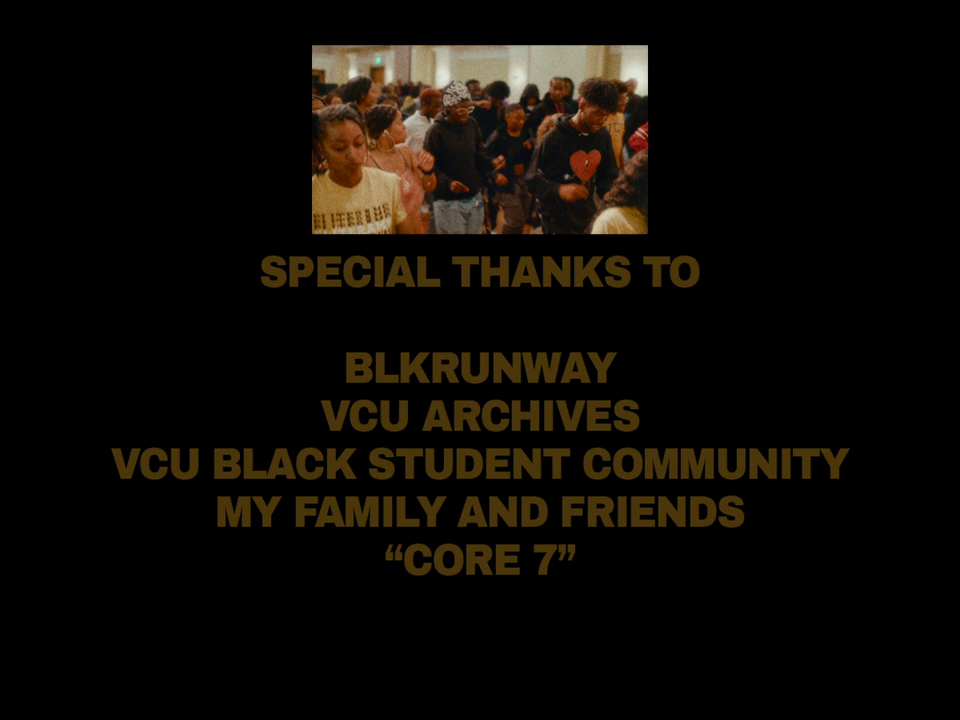 SPECIAL THANKS TO
BLKRUNWAY
VCU ARCHIVES
VCU BLACK STUDENT COMMUNITY
MY FAMILY AND FRIENDS
“CORE 7”